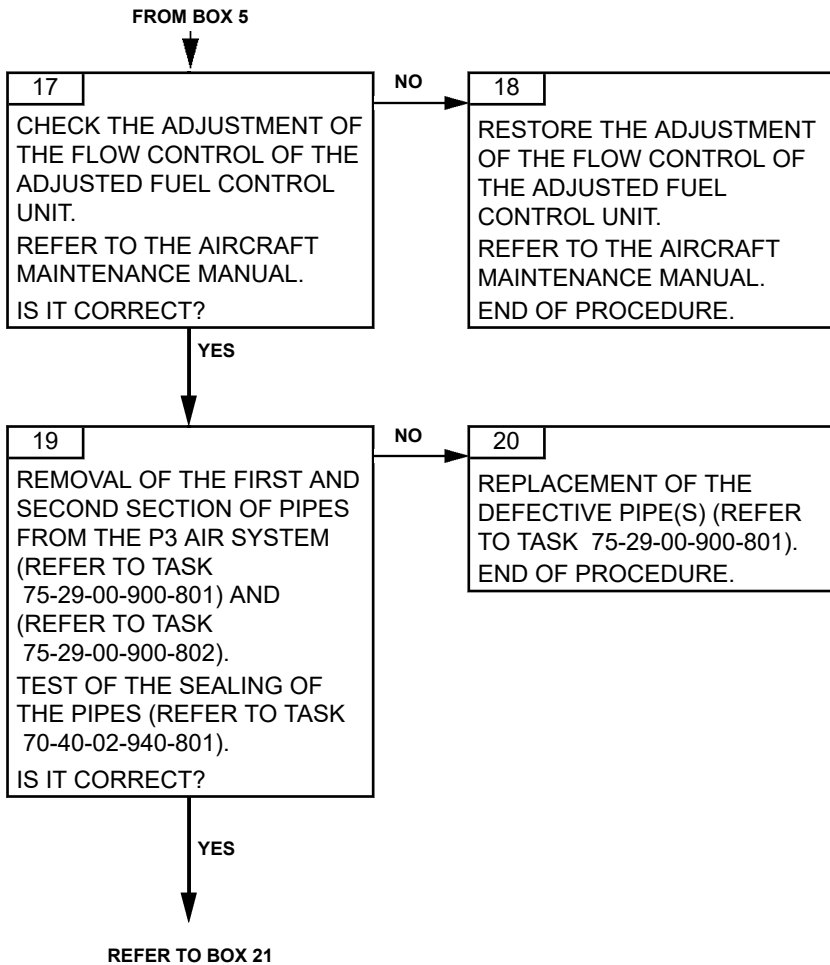 FROM BOX 5
17
CHECK THE ADJUSTMENT OF
THE FLOW CONTROL OF THE
ADJUSTED FUEL CONTROL
UNIT.
REFER TO THE AIRCRAFT
MAINTENANCE MANUAL.
IS IT CORRECT?
NO
18
RESTORE THE ADJUSTMENT
OF THE FLOW CONTROL OF
THE ADJUSTED FUEL
CONTROL UNIT.
REFER TO THE AIRCRAFT
MAINTENANCE MANUAL.
END OF PROCEDURE.
YES
19
REMOVAL OF THE FIRST AND
SECOND SECTION OF PIPES
FROM THE P3 AIR SYSTEM
(REFER TO TASK
75-29-00-900-801) AND
(REFER TO TASK
75-29-00-900-802).
TEST OF THE SEALING OF
THE PIPES (REFER TO TASK
70-40-02-940-801).
IS IT CORRECT?
NO
20
REPLACEMENT OF THE
DEFECTIVE PIPE(S) (REFER
TO TASK 75-29-00-900-801).
END OF PROCEDURE.
YES
REFER TO BOX 21